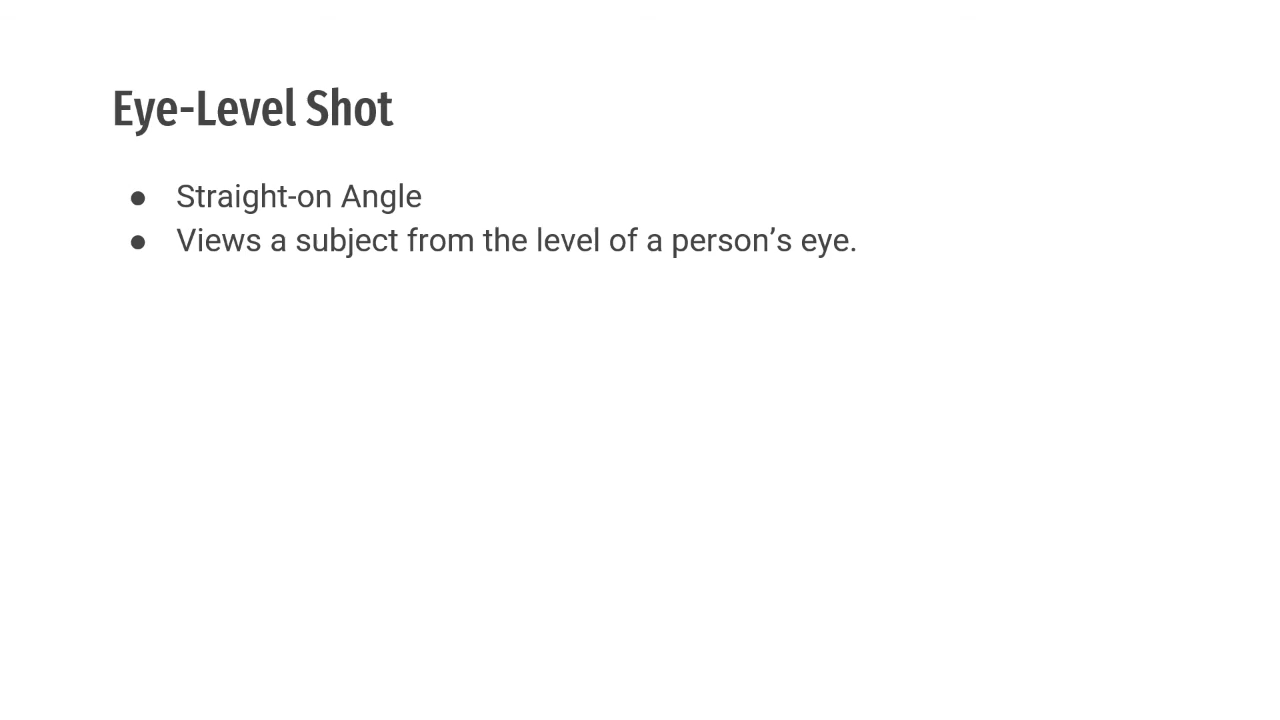 Eye-Level Shot
● Straight-on Angle
● Views a subject from the level of a person’s eye.